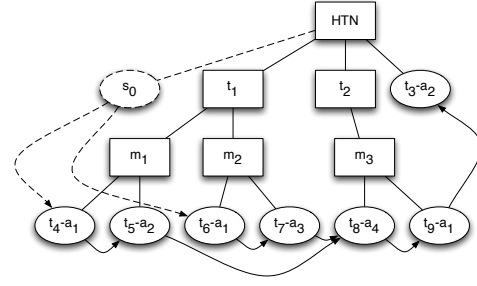 HTN
s₀ t₁ t₂ t₃-a₂
m₁ m₂ m₃
t₄-a₁ t₅-a₂ t₆-a₁ t₇-a₃ t₈-a₄ t₉-a₁